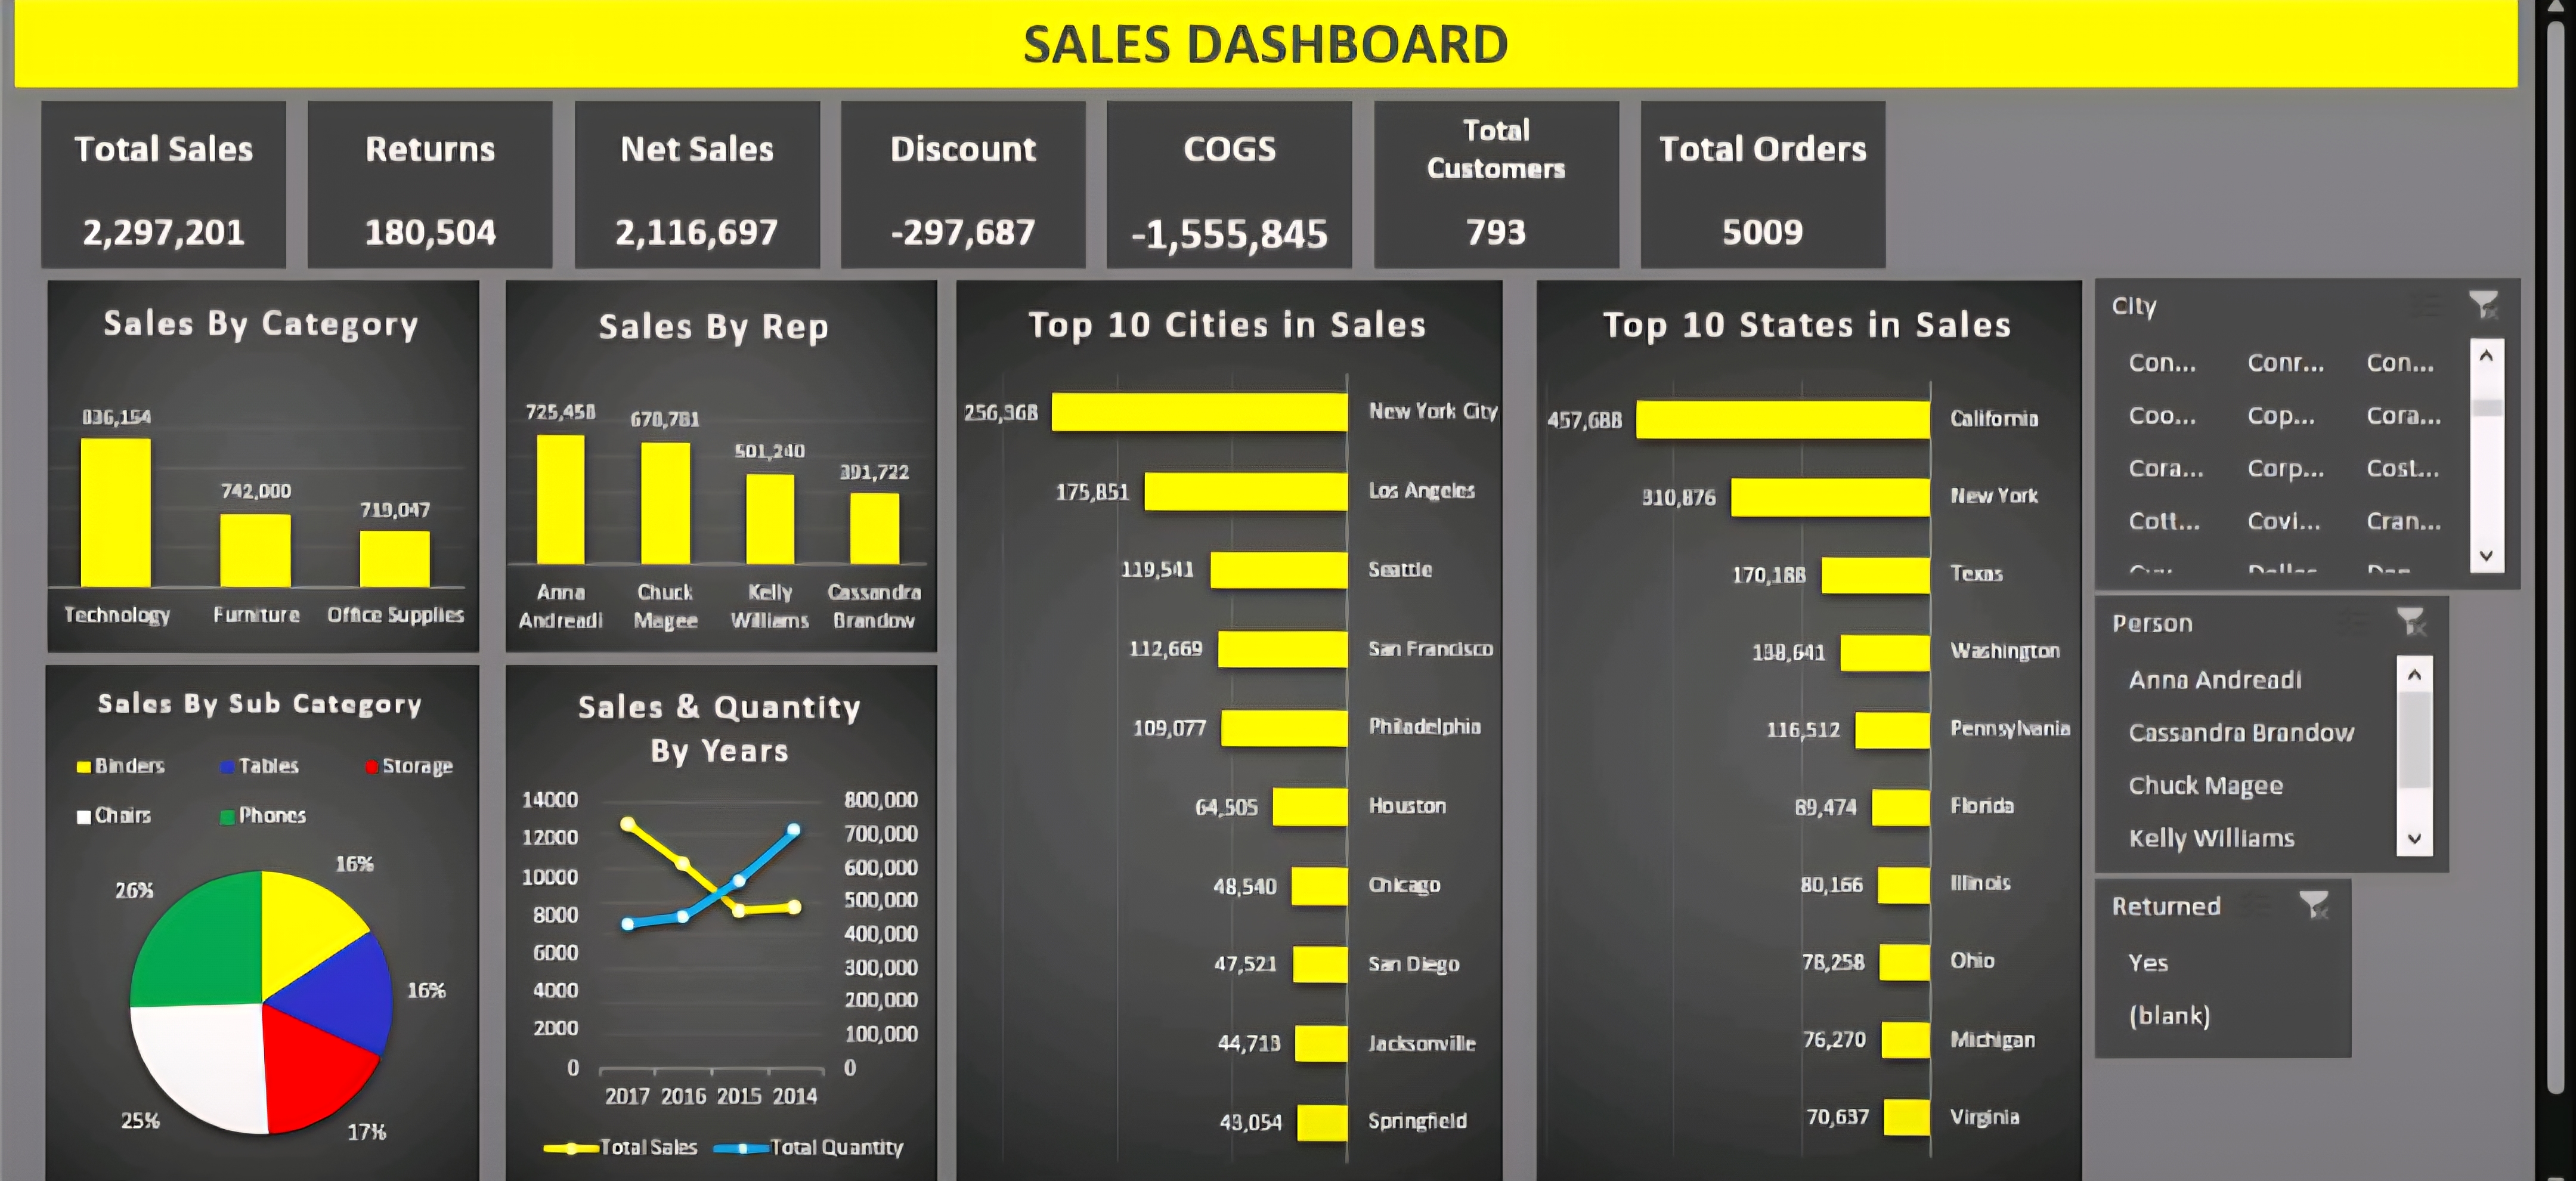 SALES DASHBOARD
Total Sales
2,297,201
Returns
180,504
Net Sales
2,116,697
Discount
-297,687
COGS
-1,555,845
Total
Customers
793
Total Orders
5009
Sales By Category
836,154
742,000
719,047
Technology
Furniture
Office Supplies
Sales By Rep
725,458
678,781
501,240
391,722
Anna
Andreadi
Chuck
Magee
Kelly
Williams
Cassandra
Brandow
Sales By Sub Category
Binders
Tables
Storage
Chairs
Phones
16%
16%
17%
25%
26%
Sales & Quantity
By Years
14000
12000
10000
8000
6000
4000
2000
0
800,000
700,000
600,000
500,000
400,000
300,000
200,000
100,000
0
2017 2016 2015 2014
Total Sales
Total Quantity
Top 10 Cities in Sales
256,368 New York City
175,851 Los Angeles
119,541 Seattle
112,669 San Francisco
109,077 Philadelphia
64,505 Houston
48,540 Chicago
47,521 San Diego
44,713 Jacksonville
43,054 Springfield
Top 10 States in Sales
457,688 California
310,876 New York
170,188 Texas
138,641 Washington
116,512 Pennsylvania
89,474 Florida
80,166 Illinois
78,258 Ohio
76,270 Michigan
70,637 Virginia
City
Con... Conr... Con...
Coo... Cop... Cora...
Cora... Corp... Cost...
Cott... Covi... Cran...
Person
Anna Andreadi
Cassandra Brandow
Chuck Magee
Kelly Williams
Returned
Yes
(blank)